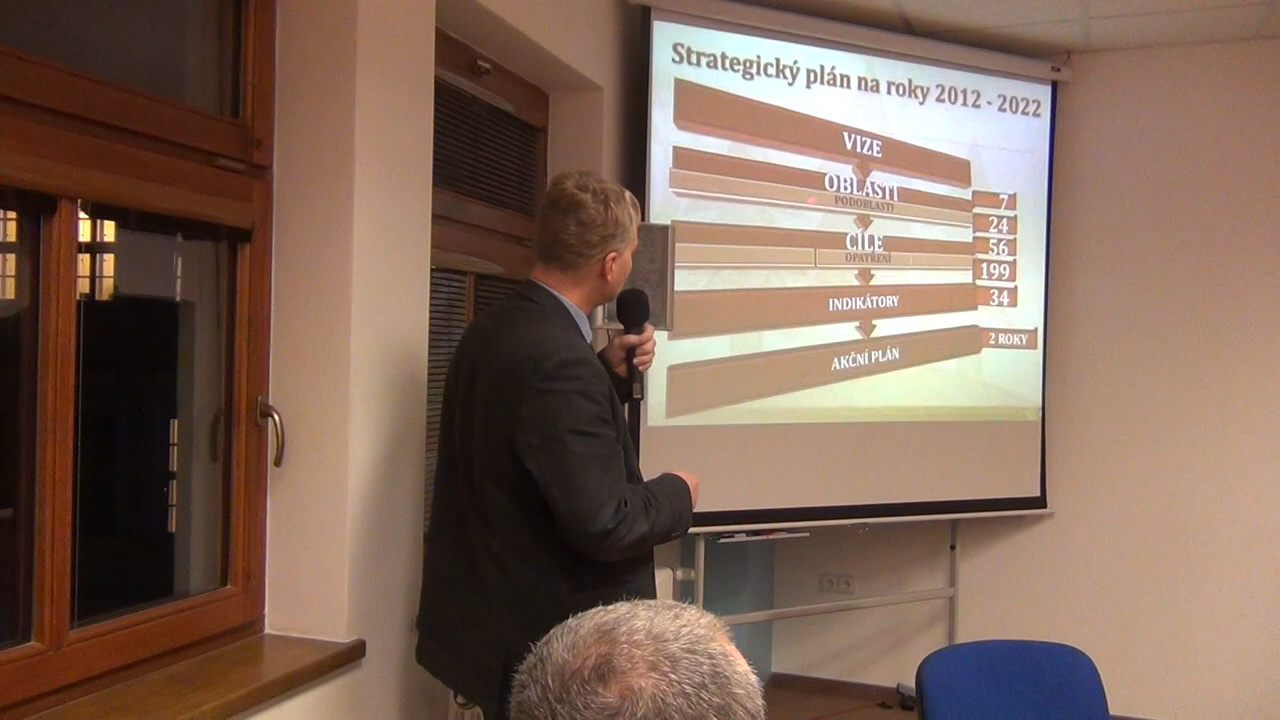 Strategický plán na roky 2012 - 2022
VIZE
OBLASTI
PODOBLASTI
7
24
CÍLE
OPATŘENÍ
56
199
INDIKÁTORY
34
AKČNÍ PLÁN
2 ROKY